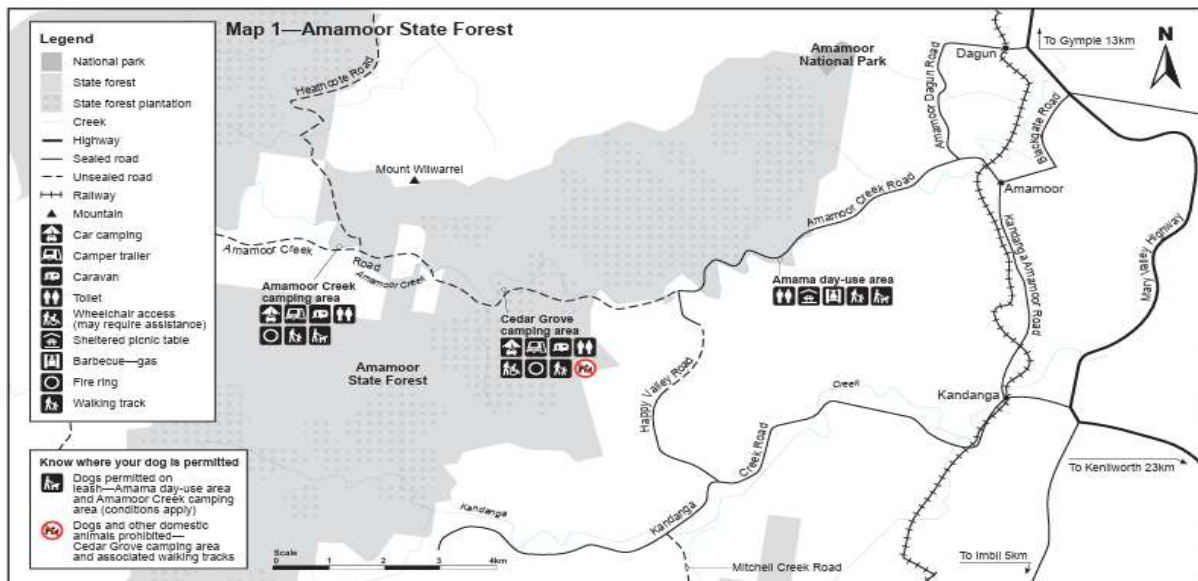 Map 1—Amamoor State Forest
Legend
National park
State forest
State forest plantation
Creek
Highway
Sealed road
Unsealed road
Railway
Mountain
Car camping
Camper trailer
Caravan
Toilet
Wheelchair access
(may require assistance)
Sheltered picnic table
Barbecue—gas
Fire ring
Walking track
Know where your dog is permitted
Dogs permitted on
leash—Amama day-use area
and Amamoor Creek camping
area (conditions apply)
Dogs and other domestic
animals prohibited—
Cedar Grove camping area
and associated walking tracks
Heathcote Road
Mount Wilwarrel
Amamoor
National Park
Amamoor Dagun Road
Dagun
To Gympie 13km
N
Blackgate Road
Amamoor
Amamoor Creek Road
Kandanga Amamoor Road
Mary Valley Highway
Amamoor Creek
Road
Amamoor Creek
Amamoor Creek
camping area
Cedar Grove
camping area
Amama day-use area
Amamoor
State Forest
Happy Valley Road
Creek
Kandanga
Creek Road
Kandanga
Kandanga
To Kenilworth 23km
To Imbil 5km
Mitchell Creek Road
Scale
0 1 2 3 4km